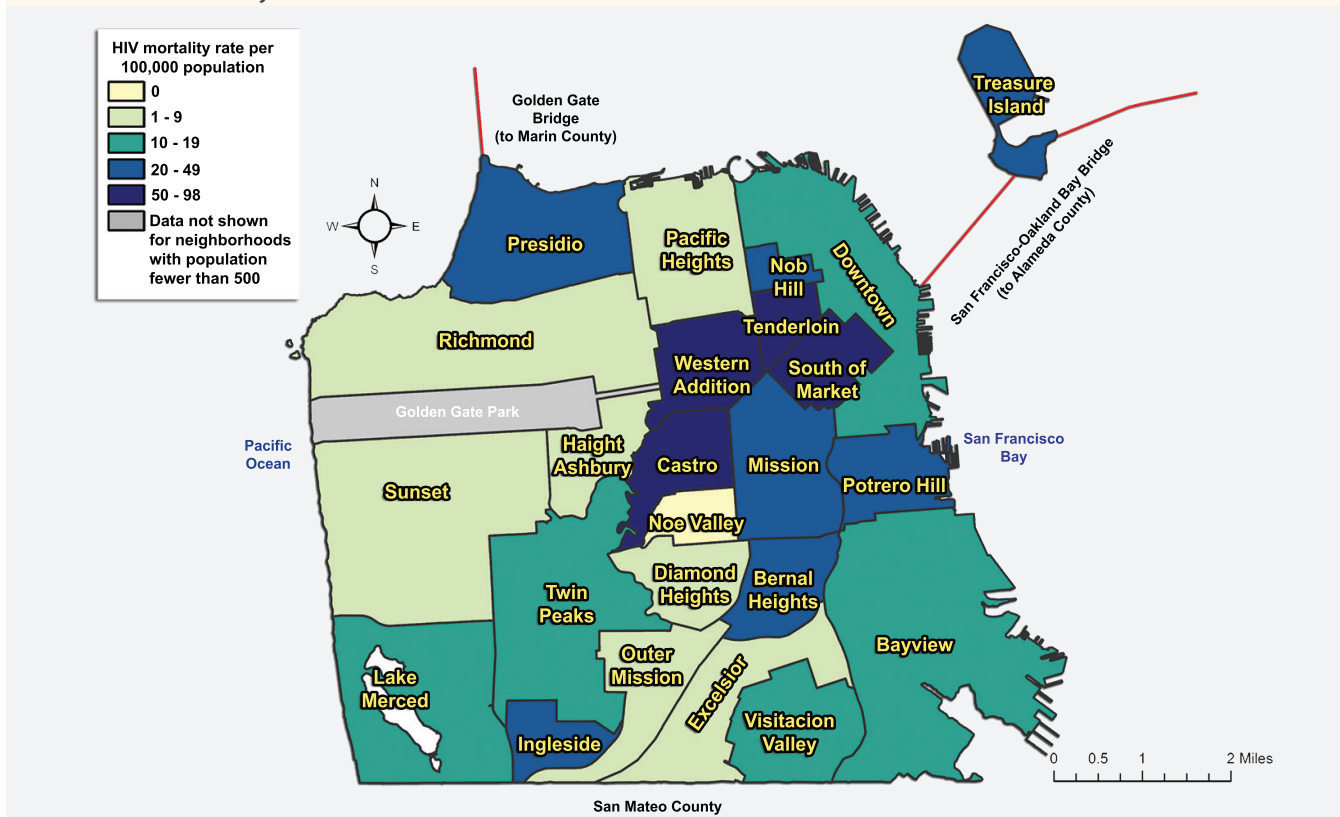 HIV mortality rate per
100,000 population
0
1 - 9
10 - 19
20 - 49
50 - 98
Data not shown
for neighborhoods
with population
fewer than 500
N
W
E
S
Golden Gate
Bridge
(to Marin County)
Treasure
Island
San Francisco-Oakland Bay Bridge
(to Alameda County)
Presidio
Pacific
Heights
Nob
Hill
Downtown
Richmond
Tenderloin
Western
Addition
South of
Market
Golden Gate Park
Pacific
Ocean
Haight
Ashbury
Castro
Mission
San Francisco
Bay
Sunset
Potrero Hill
Noe Valley
Diamond
Heights
Bernal
Heights
Twin
Peaks
Bayview
Outer
Mission
Lake
Merced
Excelsior
Visitacion
Valley
Ingleside
0 0.5 1 2 Miles
San Mateo County